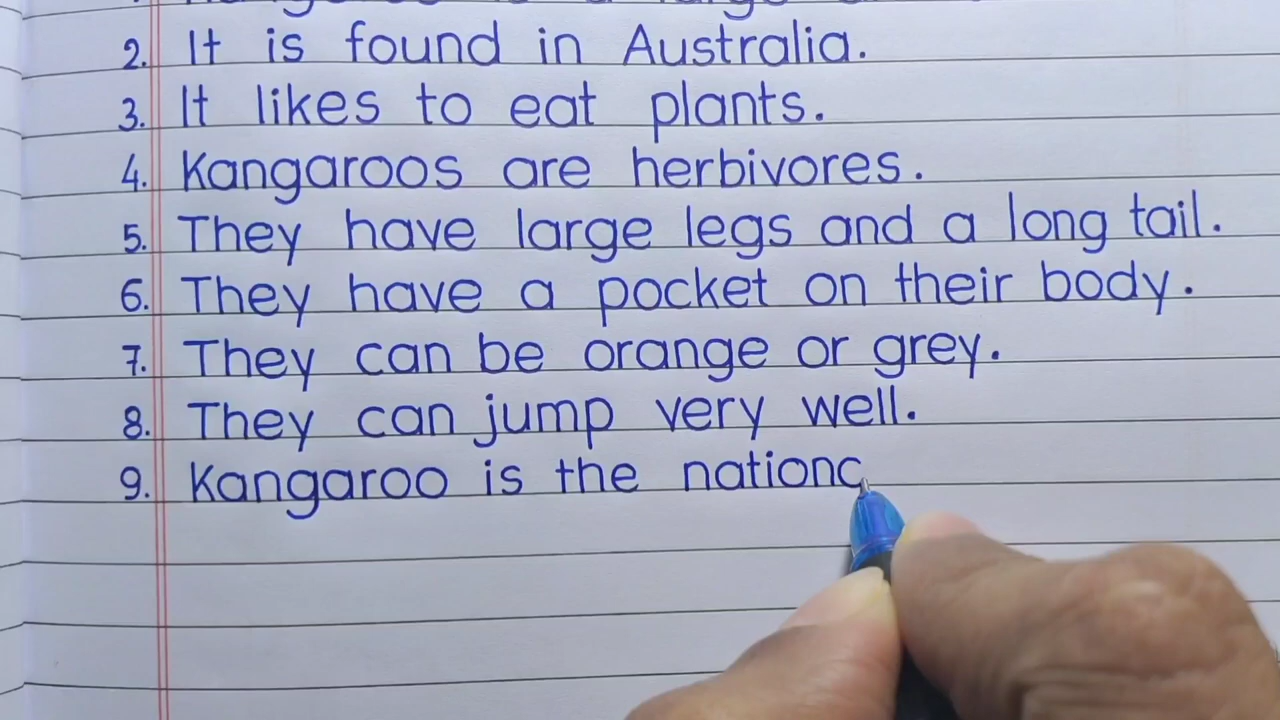 2. It is found in Australia.
3. It likes to eat plants.
4. Kangaroos are herbivores.
5. They have large legs and a long tail.
6. They have a pocket on their body.
7. They can be orange or grey.
8. They can jump very well.
9. Kangaroo is the nationa